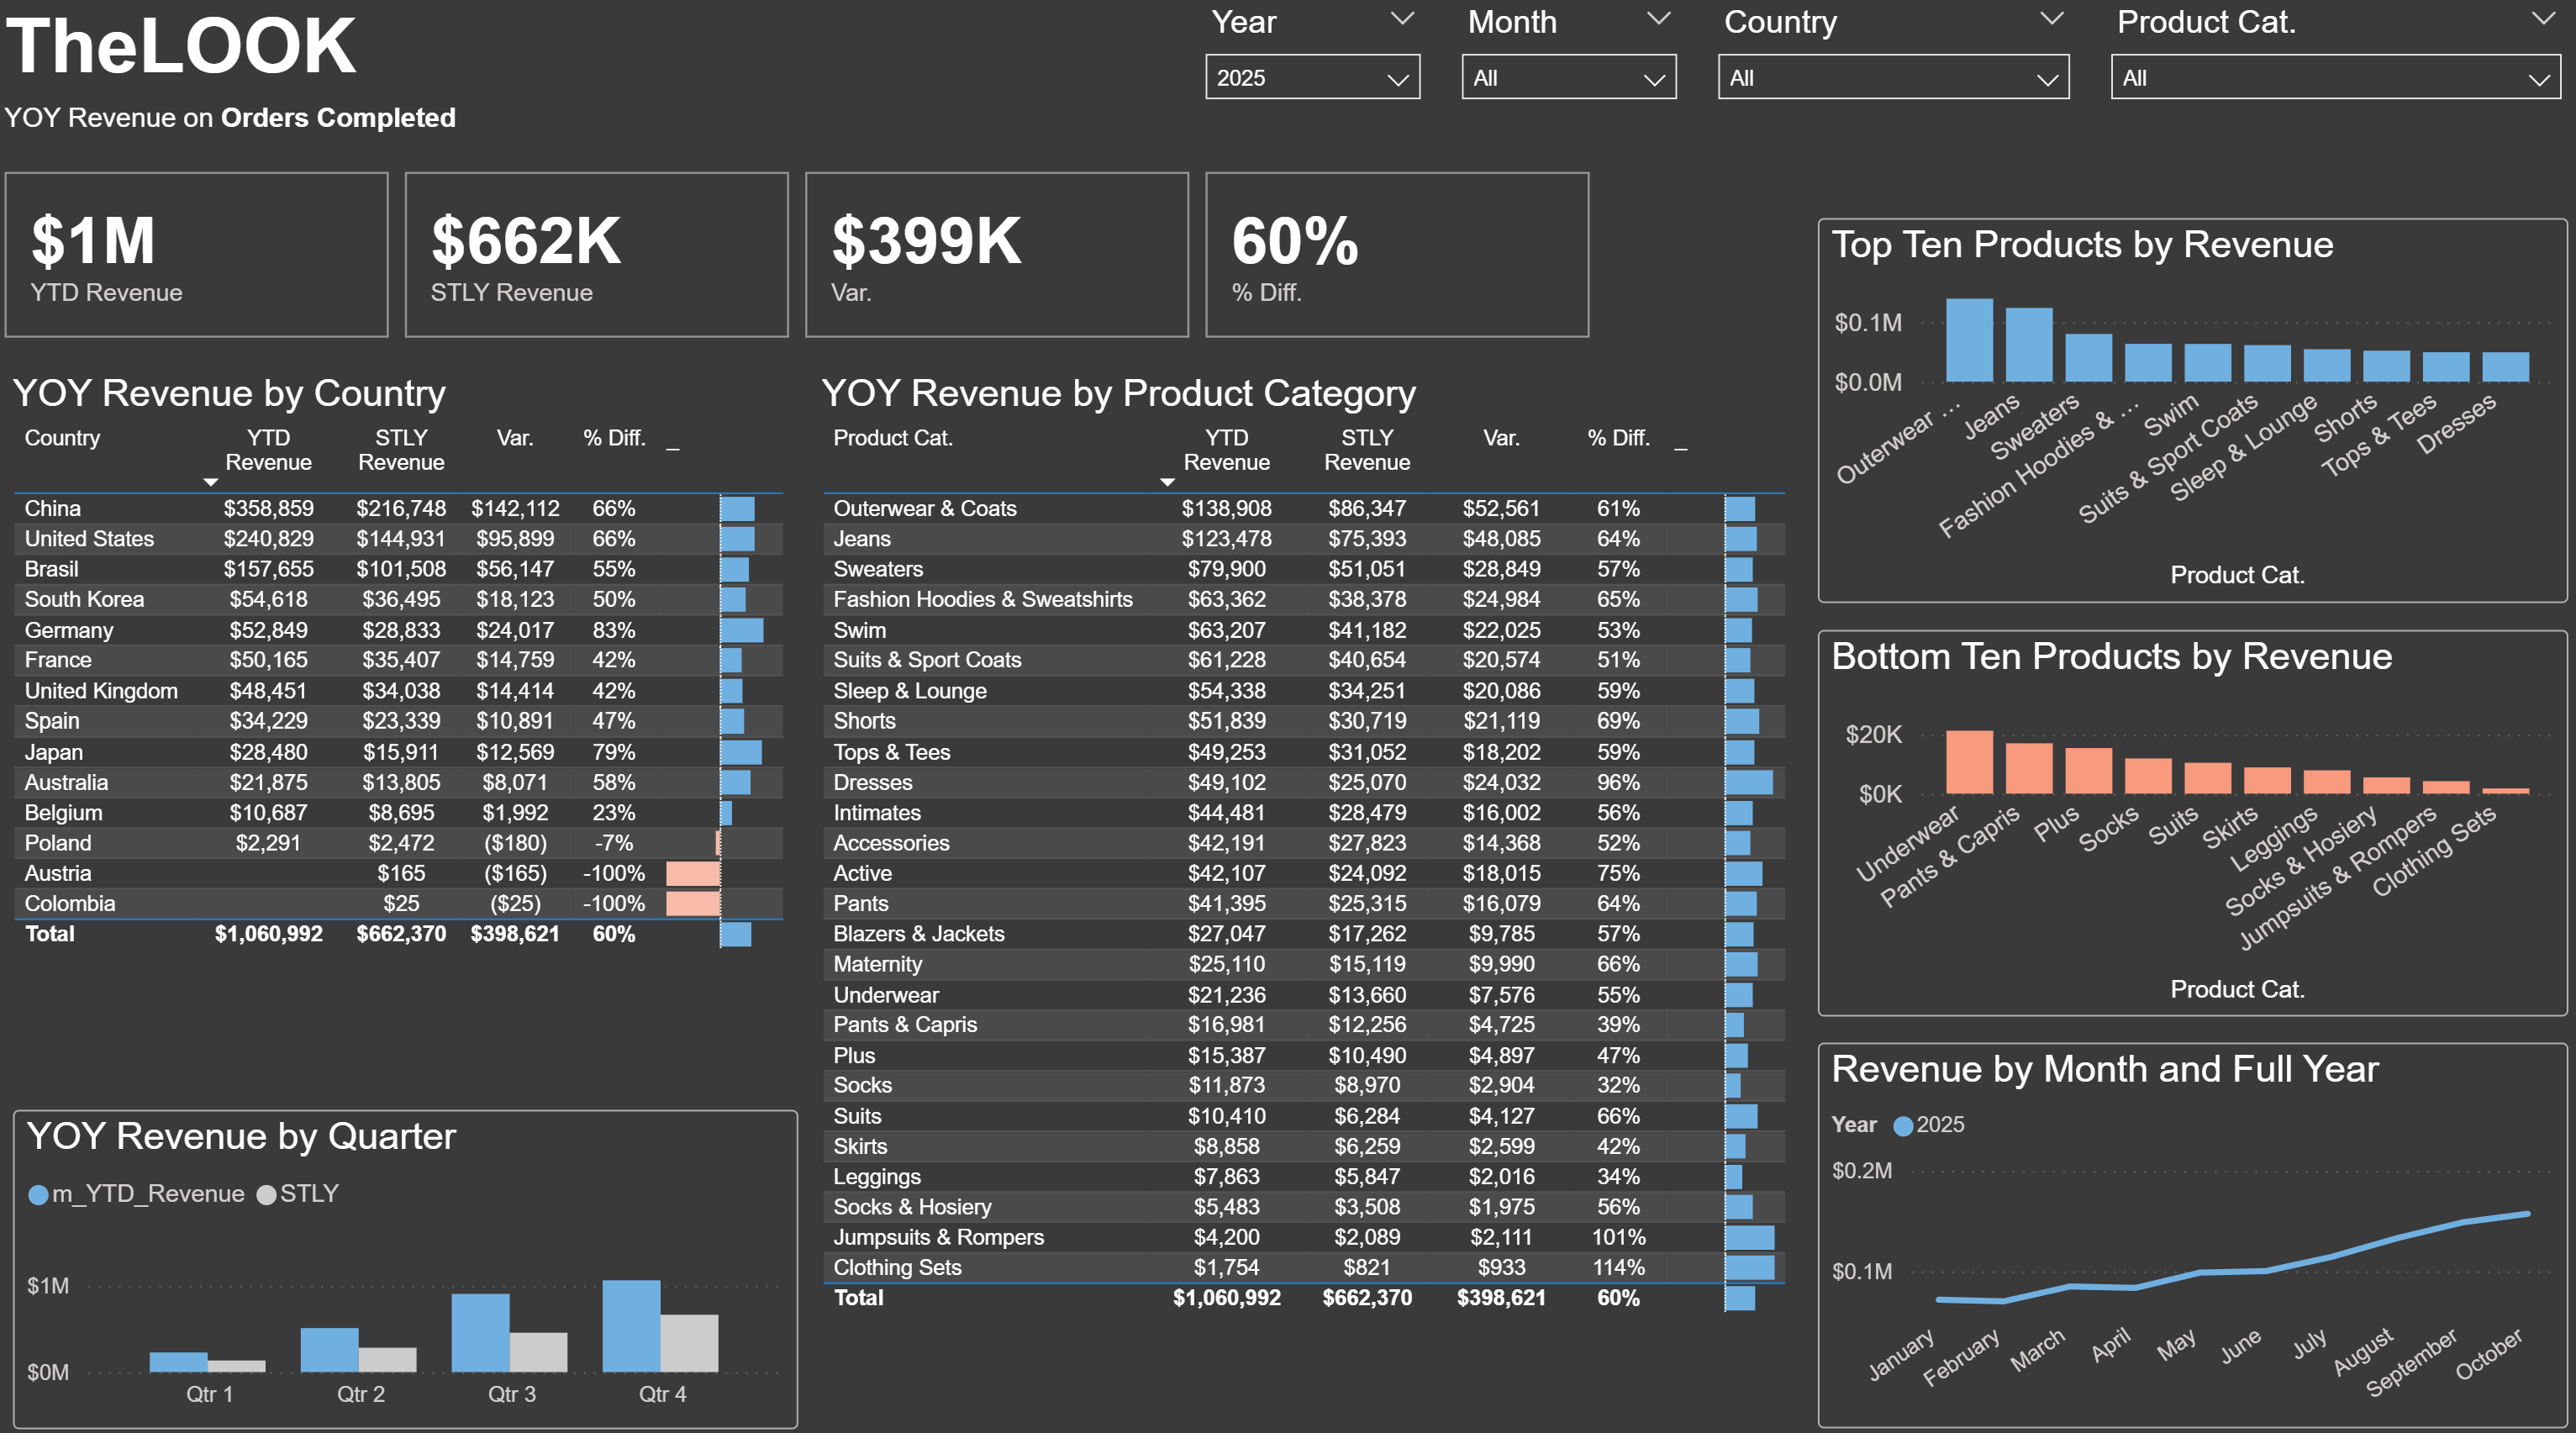 TheLOOK
YOY Revenue on Orders Completed
Year
2025
Month
All
Country
All
Product Cat.
All
$1M
YTD Revenue
$662K
STLY Revenue
$399K
Var.
60%
% Diff.
YOY Revenue by Country
Country YTD Revenue STLY Revenue Var. % Diff. _
China $358,859 $216,748 $142,112 66%
United States $240,829 $144,931 $95,899 66%
Brasil $157,655 $101,508 $56,147 55%
South Korea $54,618 $36,495 $18,123 50%
Germany $52,849 $28,833 $24,017 83%
France $50,165 $35,407 $14,759 42%
United Kingdom $48,451 $34,038 $14,414 42%
Spain $34,229 $23,339 $10,891 47%
Japan $28,480 $15,911 $12,569 79%
Australia $21,875 $13,805 $8,071 58%
Belgium $10,687 $8,695 $1,992 23%
Poland $2,291 $2,472 ($180) -7%
Austria $165 ($165) -100%
Colombia $25 ($25) -100%
Total $1,060,992 $662,370 $398,621 60%
YOY Revenue by Quarter
m_YTD_Revenue STLY
$1M
$0M
Qtr 1 Qtr 2 Qtr 3 Qtr 4
YOY Revenue by Product Category
Product Cat. YTD Revenue STLY Revenue Var. % Diff. _
Outerwear & Coats $138,908 $86,347 $52,561 61%
Jeans $123,478 $75,393 $48,085 64%
Sweaters $79,900 $51,051 $28,849 57%
Fashion Hoodies & Sweatshirts $63,362 $38,378 $24,984 65%
Swim $63,207 $41,182 $22,025 53%
Suits & Sport Coats $61,228 $40,654 $20,574 51%
Sleep & Lounge $54,338 $34,251 $20,086 59%
Shorts $51,839 $30,719 $21,119 69%
Tops & Tees $49,253 $31,052 $18,202 59%
Dresses $49,102 $25,070 $24,032 96%
Intimates $44,481 $28,479 $16,002 56%
Accessories $42,191 $27,823 $14,368 52%
Active $42,107 $24,092 $18,015 75%
Pants $41,395 $25,315 $16,079 64%
Blazers & Jackets $27,047 $17,262 $9,785 57%
Maternity $25,110 $15,119 $9,990 66%
Underwear $21,236 $13,660 $7,576 55%
Pants & Capris $16,981 $12,256 $4,725 39%
Plus $15,387 $10,490 $4,897 47%
Socks $11,873 $8,970 $2,904 32%
Suits $10,410 $6,284 $4,127 66%
Skirts $8,858 $6,259 $2,599 42%
Leggings $7,863 $5,847 $2,016 34%
Socks & Hosiery $5,483 $3,508 $1,975 56%
Jumpsuits & Rompers $4,200 $2,089 $2,111 101%
Clothing Sets $1,754 $821 $933 114%
Total $1,060,992 $662,370 $398,621 60%
Top Ten Products by Revenue
$0.1M
$0.0M
Outerwear ...
Jeans
Sweaters
Fashion Hoodies & ...
Swim
Suits & Sport Coats
Sleep & Lounge
Shorts
Tops & Tees
Dresses
Product Cat.
Bottom Ten Products by Revenue
$20K
$0K
Underwear
Pants & Capris
Plus
Socks
Suits
Skirts
Leggings
Socks & Hosiery
Jumpsuits & Rompers
Clothing Sets
Product Cat.
Revenue by Month and Full Year
Year 2025
$0.2M
$0.1M
January
February
March
April
May
June
July
August
September
October